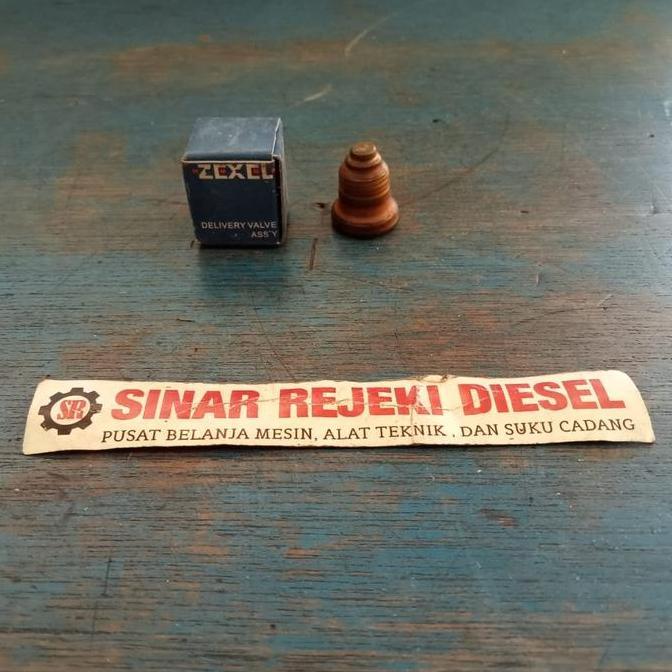 ZEXEL
DELIVERY VALVE
ASS'Y
SR
SINAR REJEKI DIESEL
PUSAT BELANJA MESIN, ALAT TEKNIK , DAN SUKU CADANG